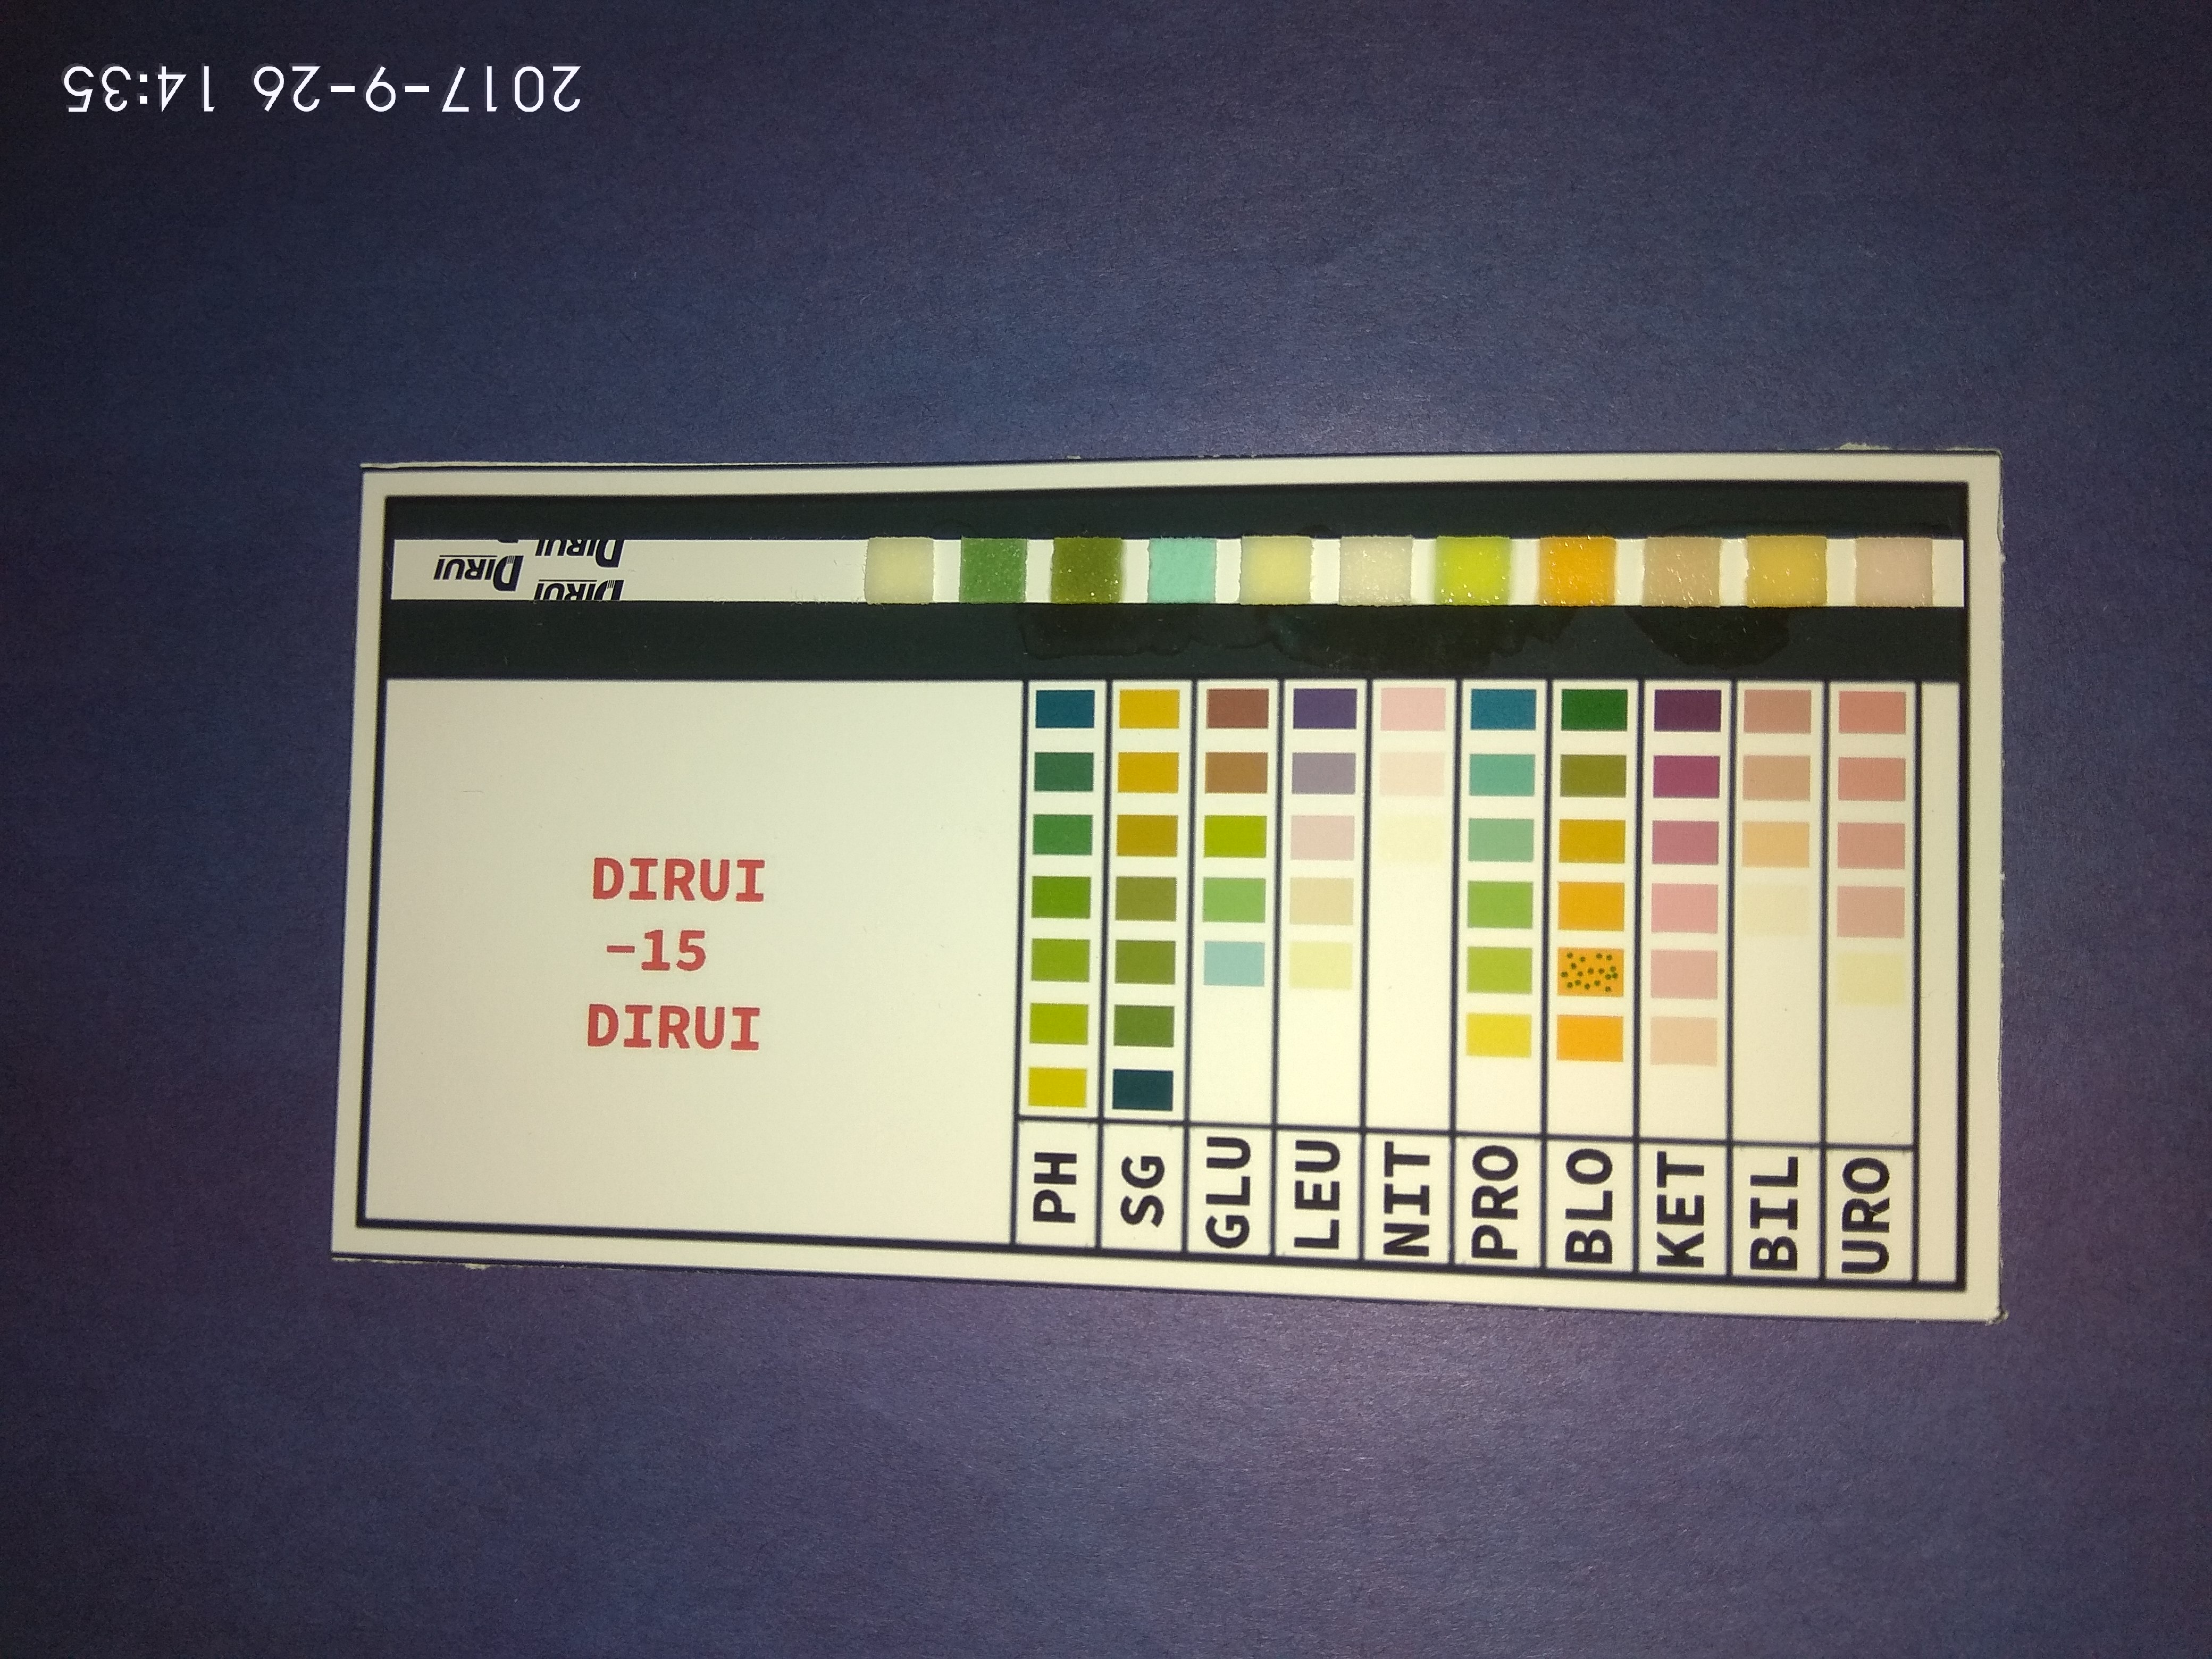 2017-9-26 14:35
DIRUI
DIRUI
DIRUI
DIRUI
-15
DIRUI
PH
SG
GLU
LEU
NIT
PRO
BLO
KET
BIL
URO